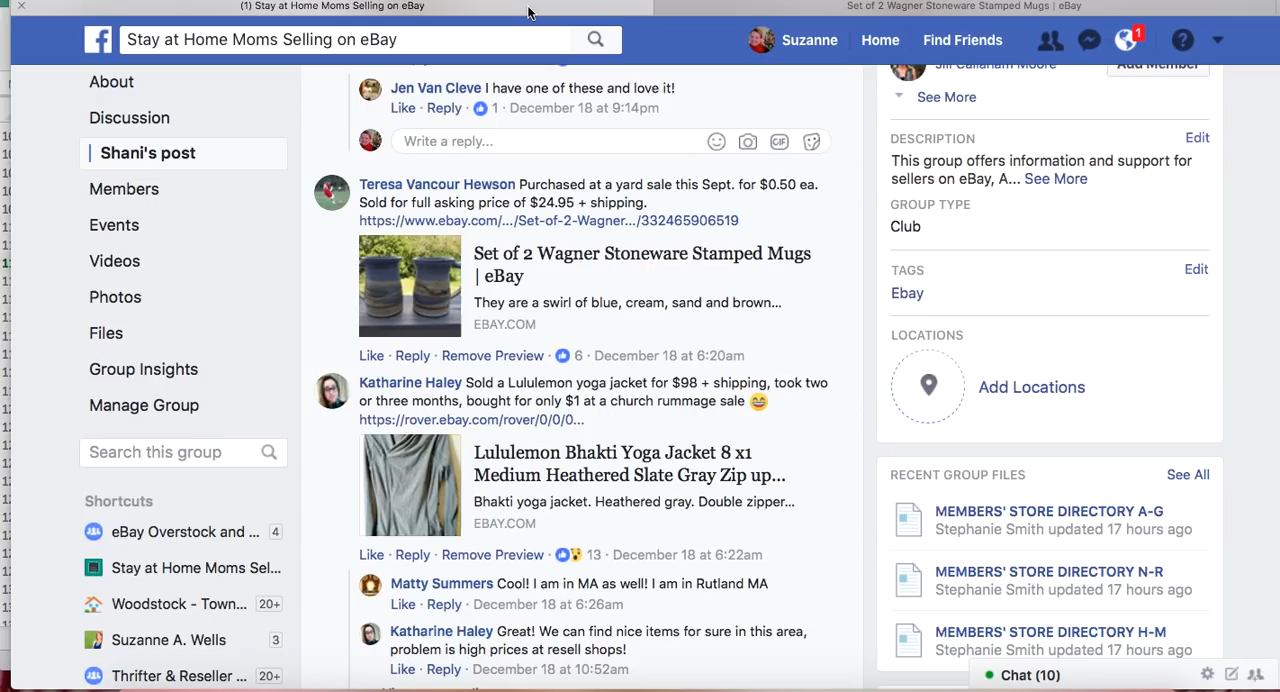 (1) Stay at Home Moms Selling on eBay
Set of 2 Wagner Stoneware Stamped Mugs | eBay
Stay at Home Moms Selling on eBay
Suzanne
Home
Find Friends
1
About
Discussion
Shani's post
Members
Events
Videos
Photos
Files
Group Insights
Manage Group
Search this group
Shortcuts
eBay Overstock and ... 4
Stay at Home Moms Sel...
Woodstock - Town... 20+
Suzanne A. Wells 3
Thrifter & Reseller ... 20+
Jen Van Cleve I have one of these and love it!
Like · Reply · 1 · December 18 at 9:14pm
Write a reply...
GIF
Teresa Vancour Hewson Purchased at a yard sale this Sept. for $0.50 ea.
Sold for full asking price of $24.95 + shipping.
https://www.ebay.com/.../Set-of-2-Wagner.../332465906519
Set of 2 Wagner Stoneware Stamped Mugs
| eBay
They are a swirl of blue, cream, sand and brown...
EBAY.COM
Like · Reply · Remove Preview · 6 · December 18 at 6:20am
Katharine Haley Sold a Lululemon yoga jacket for $98 + shipping, took two
or three months, bought for only $1 at a church rummage sale 😄
https://rover.ebay.com/rover/0/0/0...
Lululemon Bhakti Yoga Jacket 8 x1
Medium Heathered Slate Gray Zip up...
Bhakti yoga jacket. Heathered gray. Double zipper...
EBAY.COM
Like · Reply · Remove Preview · 13 · December 18 at 6:22am
Matty Summers Cool! I am in MA as well! I am in Rutland MA
Like · Reply · December 18 at 6:26am
Katharine Haley Great! We can find nice items for sure in this area,
problem is high prices at resell shops!
Like · Reply · December 18 at 10:52am
Jill Callaham Moore
Add Member
See More
DESCRIPTION Edit
This group offers information and support for
sellers on eBay, A... See More
GROUP TYPE
Club
TAGS Edit
Ebay
LOCATIONS
Add Locations
RECENT GROUP FILES See All
MEMBERS' STORE DIRECTORY A-G
Stephanie Smith updated 17 hours ago
MEMBERS' STORE DIRECTORY N-R
Stephanie Smith updated 17 hours ago
MEMBERS' STORE DIRECTORY H-M
Stephanie Smith updated 17 hours ago
Chat (10)